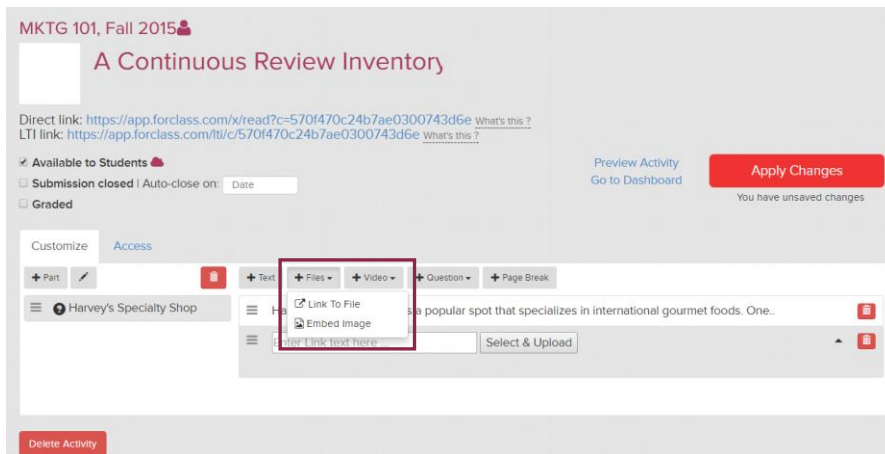 MKTG 101, Fall 2015
A Continuous Review Inventory
Direct link: https://app.forclass.com/x/read?c=570f470c24b7ae0300743d6e What's this ?
LTI link: https://app.forclass.com/lti/c/570f470c24b7ae0300743d6e What's this ?
Available to Students
Preview Activity
Apply Changes
Submission closed | Auto-close on: Date
Go to Dashboard
Graded
You have unsaved changes
Customize Access
+ Part + Text + Files + Video + Question + Page Break
Harvey's Specialty Shop
Link To File
a popular spot that specializes in international gourmet foods. One..
Embed Image
Enter Link text here ... Select & Upload
Delete Activity